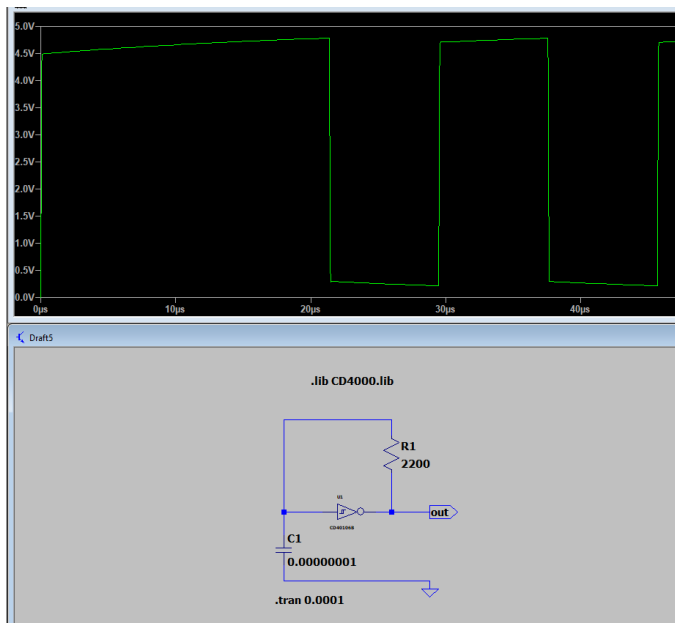 5.0V
4.5V
4.0V
3.5V
3.0V
2.5V
2.0V
1.5V
1.0V
0.5V
0.0V
0µs 10µs 20µs 30µs 40µs
Draft5
.lib CD4000.lib
R1
2200
U1
out
CD40106B
C1
0.00000001
.tran 0.0001